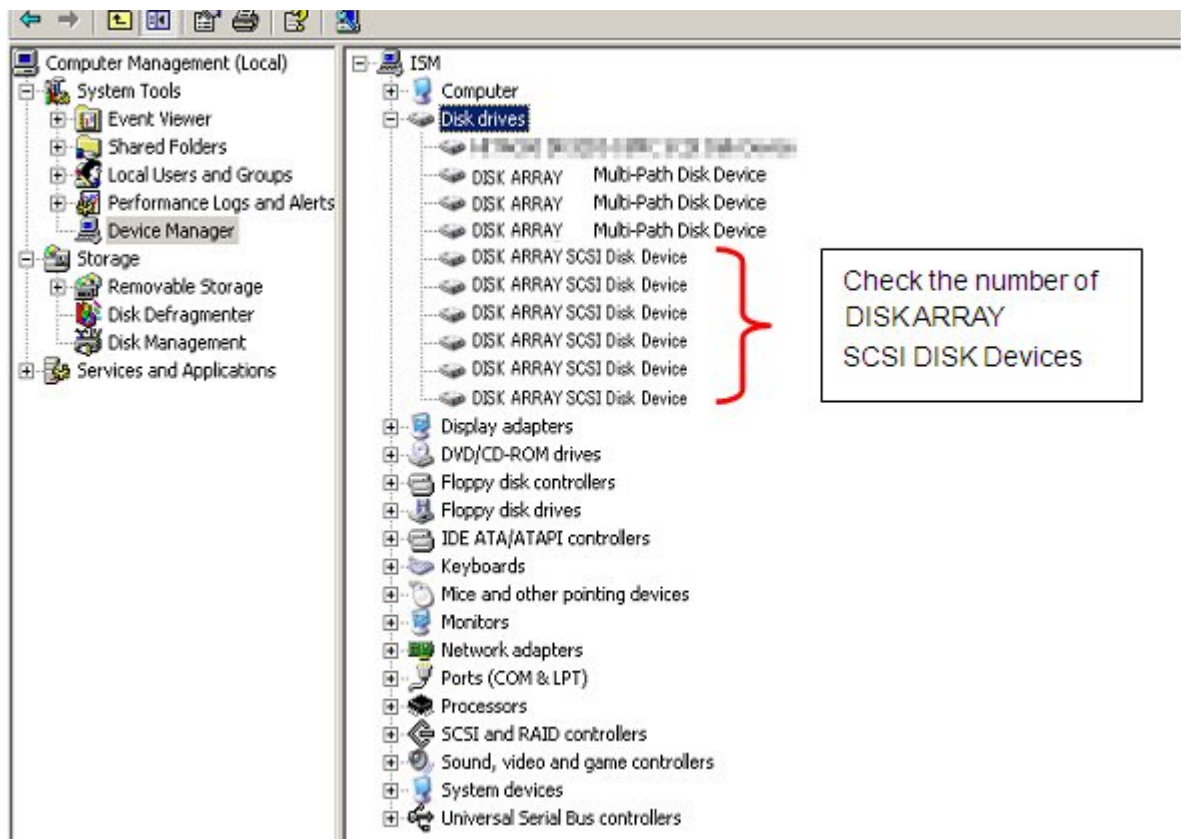 Computer Management (Local)
System Tools
Event Viewer
Shared Folders
Local Users and Groups
Performance Logs and Alerts
Device Manager
Storage
Removable Storage
Disk Defragmenter
Disk Management
Services and Applications
ISM
Computer
Disk drives
DISK ARRAY Multi-Path Disk Device
DISK ARRAY Multi-Path Disk Device
DISK ARRAY Multi-Path Disk Device
DISK ARRAY SCSI Disk Device
DISK ARRAY SCSI Disk Device
DISK ARRAY SCSI Disk Device
DISK ARRAY SCSI Disk Device
DISK ARRAY SCSI Disk Device
DISK ARRAY SCSI Disk Device
Display adapters
DVD/CD-ROM drives
Floppy disk controllers
Floppy disk drives
IDE ATA/ATAPI controllers
Keyboards
Mice and other pointing devices
Monitors
Network adapters
Ports (COM & LPT)
Processors
SCSI and RAID controllers
Sound, video and game controllers
System devices
Universal Serial Bus controllers
Check the number of
DISKARRAY
SCSI DISK Devices